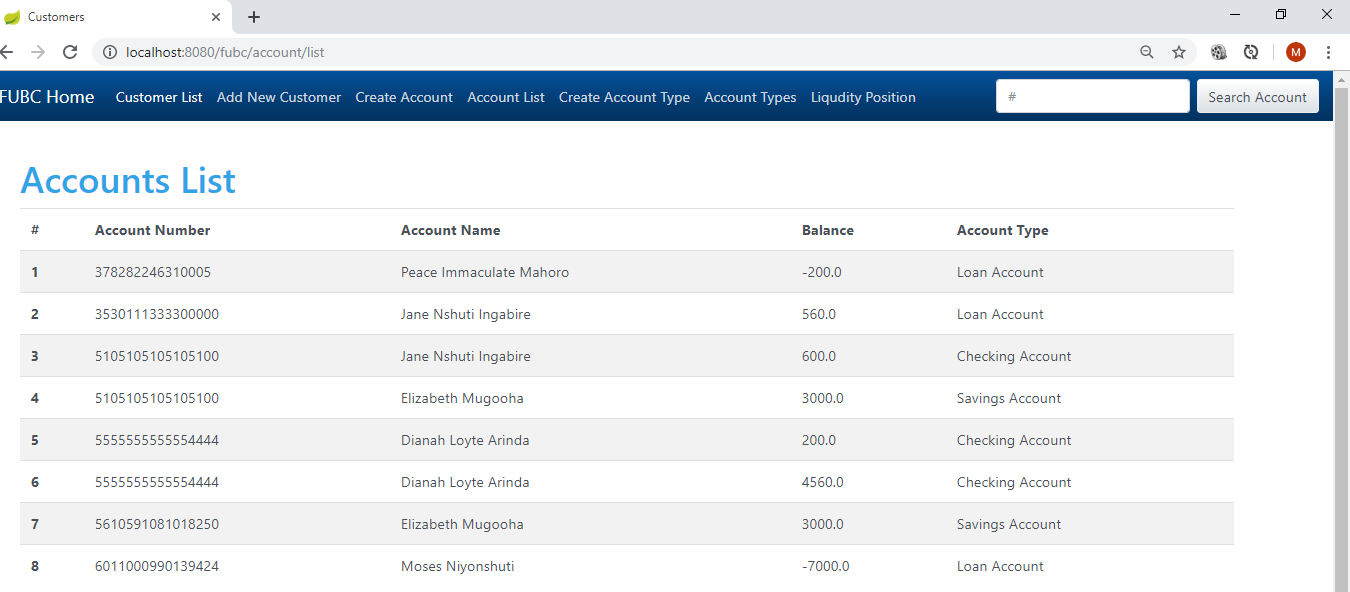 Customers
localhost:8080/fubc/account/list
M
FUBC Home Customer List Add New Customer Create Account Account List Create Account Type Account Types Liqudity Position # Search Account
Accounts List
# Account Number Account Name Balance Account Type
1 378282246310005 Peace Immaculate Mahoro -200.0 Loan Account
2 3530111333300000 Jane Nshuti Ingabire 560.0 Loan Account
3 5105105105105100 Jane Nshuti Ingabire 600.0 Checking Account
4 5105105105105100 Elizabeth Mugooha 3000.0 Savings Account
5 5555555555554444 Dianah Loyte Arinda 200.0 Checking Account
6 5555555555554444 Dianah Loyte Arinda 4560.0 Checking Account
7 5610591081018250 Elizabeth Mugooha 3000.0 Savings Account
8 6011000990139424 Moses Niyonshuti -7000.0 Loan Account